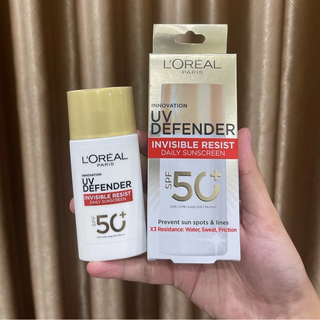 L'ORÉAL
PARIS
INNOVATION
UV
DEFENDER
INVISIBLE RESIST
DAILY SUNSCREEN
SPF
50+
L'ORÉAL
PARIS
INNOVATION
UV
DEFENDER
INVISIBLE RESIST
DAILY SUNSCREEN
SPF
50+
Prevent sun spots & lines
X3 Resistance: Water, Sweat, Friction